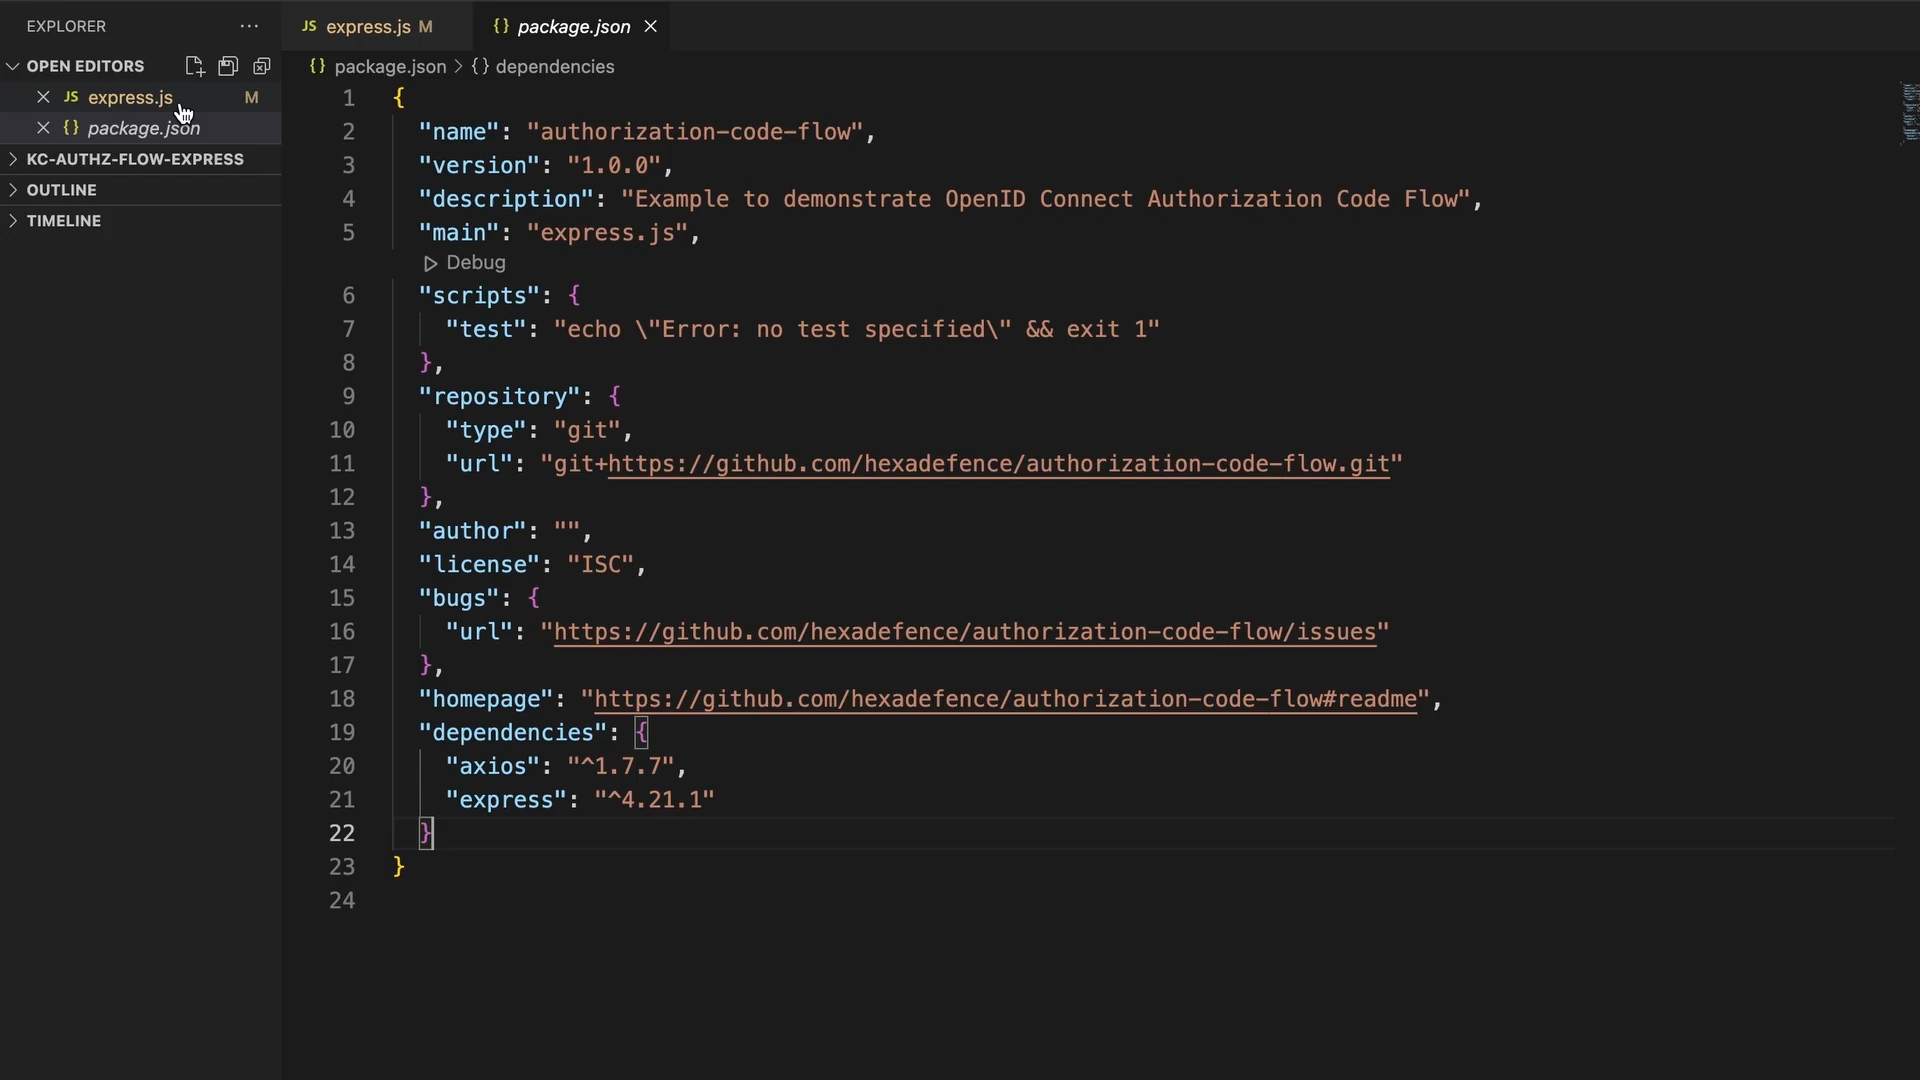 EXPLORER ···
OPEN EDITORS
JS express.js M
{} package.json
KC-AUTHZ-FLOW-EXPRESS
OUTLINE
TIMELINE
JS express.js M {} package.json
{} package.json > {} dependencies
1 {
2 "name": "authorization-code-flow",
3 "version": "1.0.0",
4 "description": "Example to demonstrate OpenID Connect Authorization Code Flow",
5 "main": "express.js",
Debug
6 "scripts": {
7 "test": "echo \"Error: no test specified\" && exit 1"
8 },
9 "repository": {
10 "type": "git",
11 "url": "git+https://github.com/hexadefence/authorization-code-flow.git"
12 },
13 "author": "",
14 "license": "ISC",
15 "bugs": {
16 "url": "https://github.com/hexadefence/authorization-code-flow/issues"
17 },
18 "homepage": "https://github.com/hexadefence/authorization-code-flow#readme",
19 "dependencies": {
20 "axios": "^1.7.7",
21 "express": "^4.21.1"
22 }
23 }
24